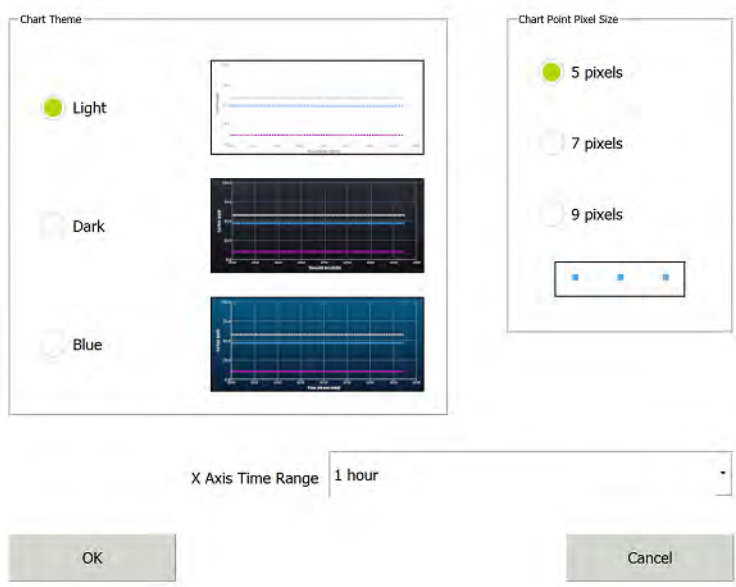 Chart Theme
Light
Dark
Blue
Chart Point Pixel Size
5 pixels
7 pixels
9 pixels
X Axis Time Range
1 hour
OK
Cancel